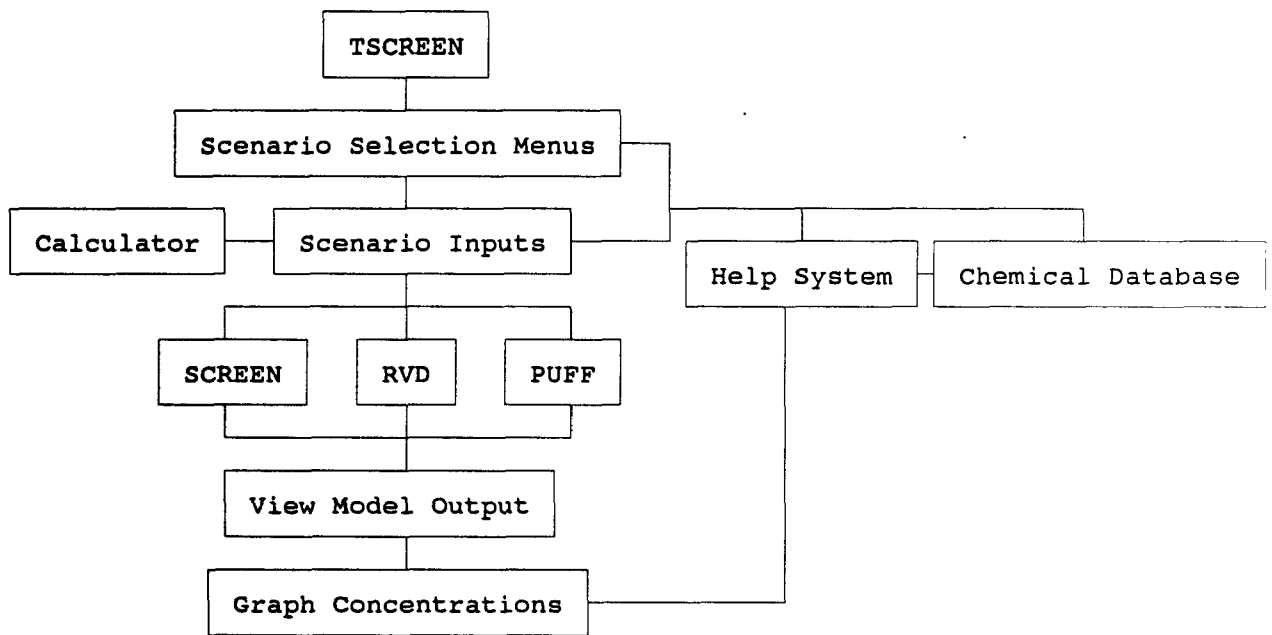 TSCREEN
Scenario Selection Menus
Calculator
Scenario Inputs
Help System
Chemical Database
SCREEN
RVD
PUFF
View Model Output
Graph Concentrations